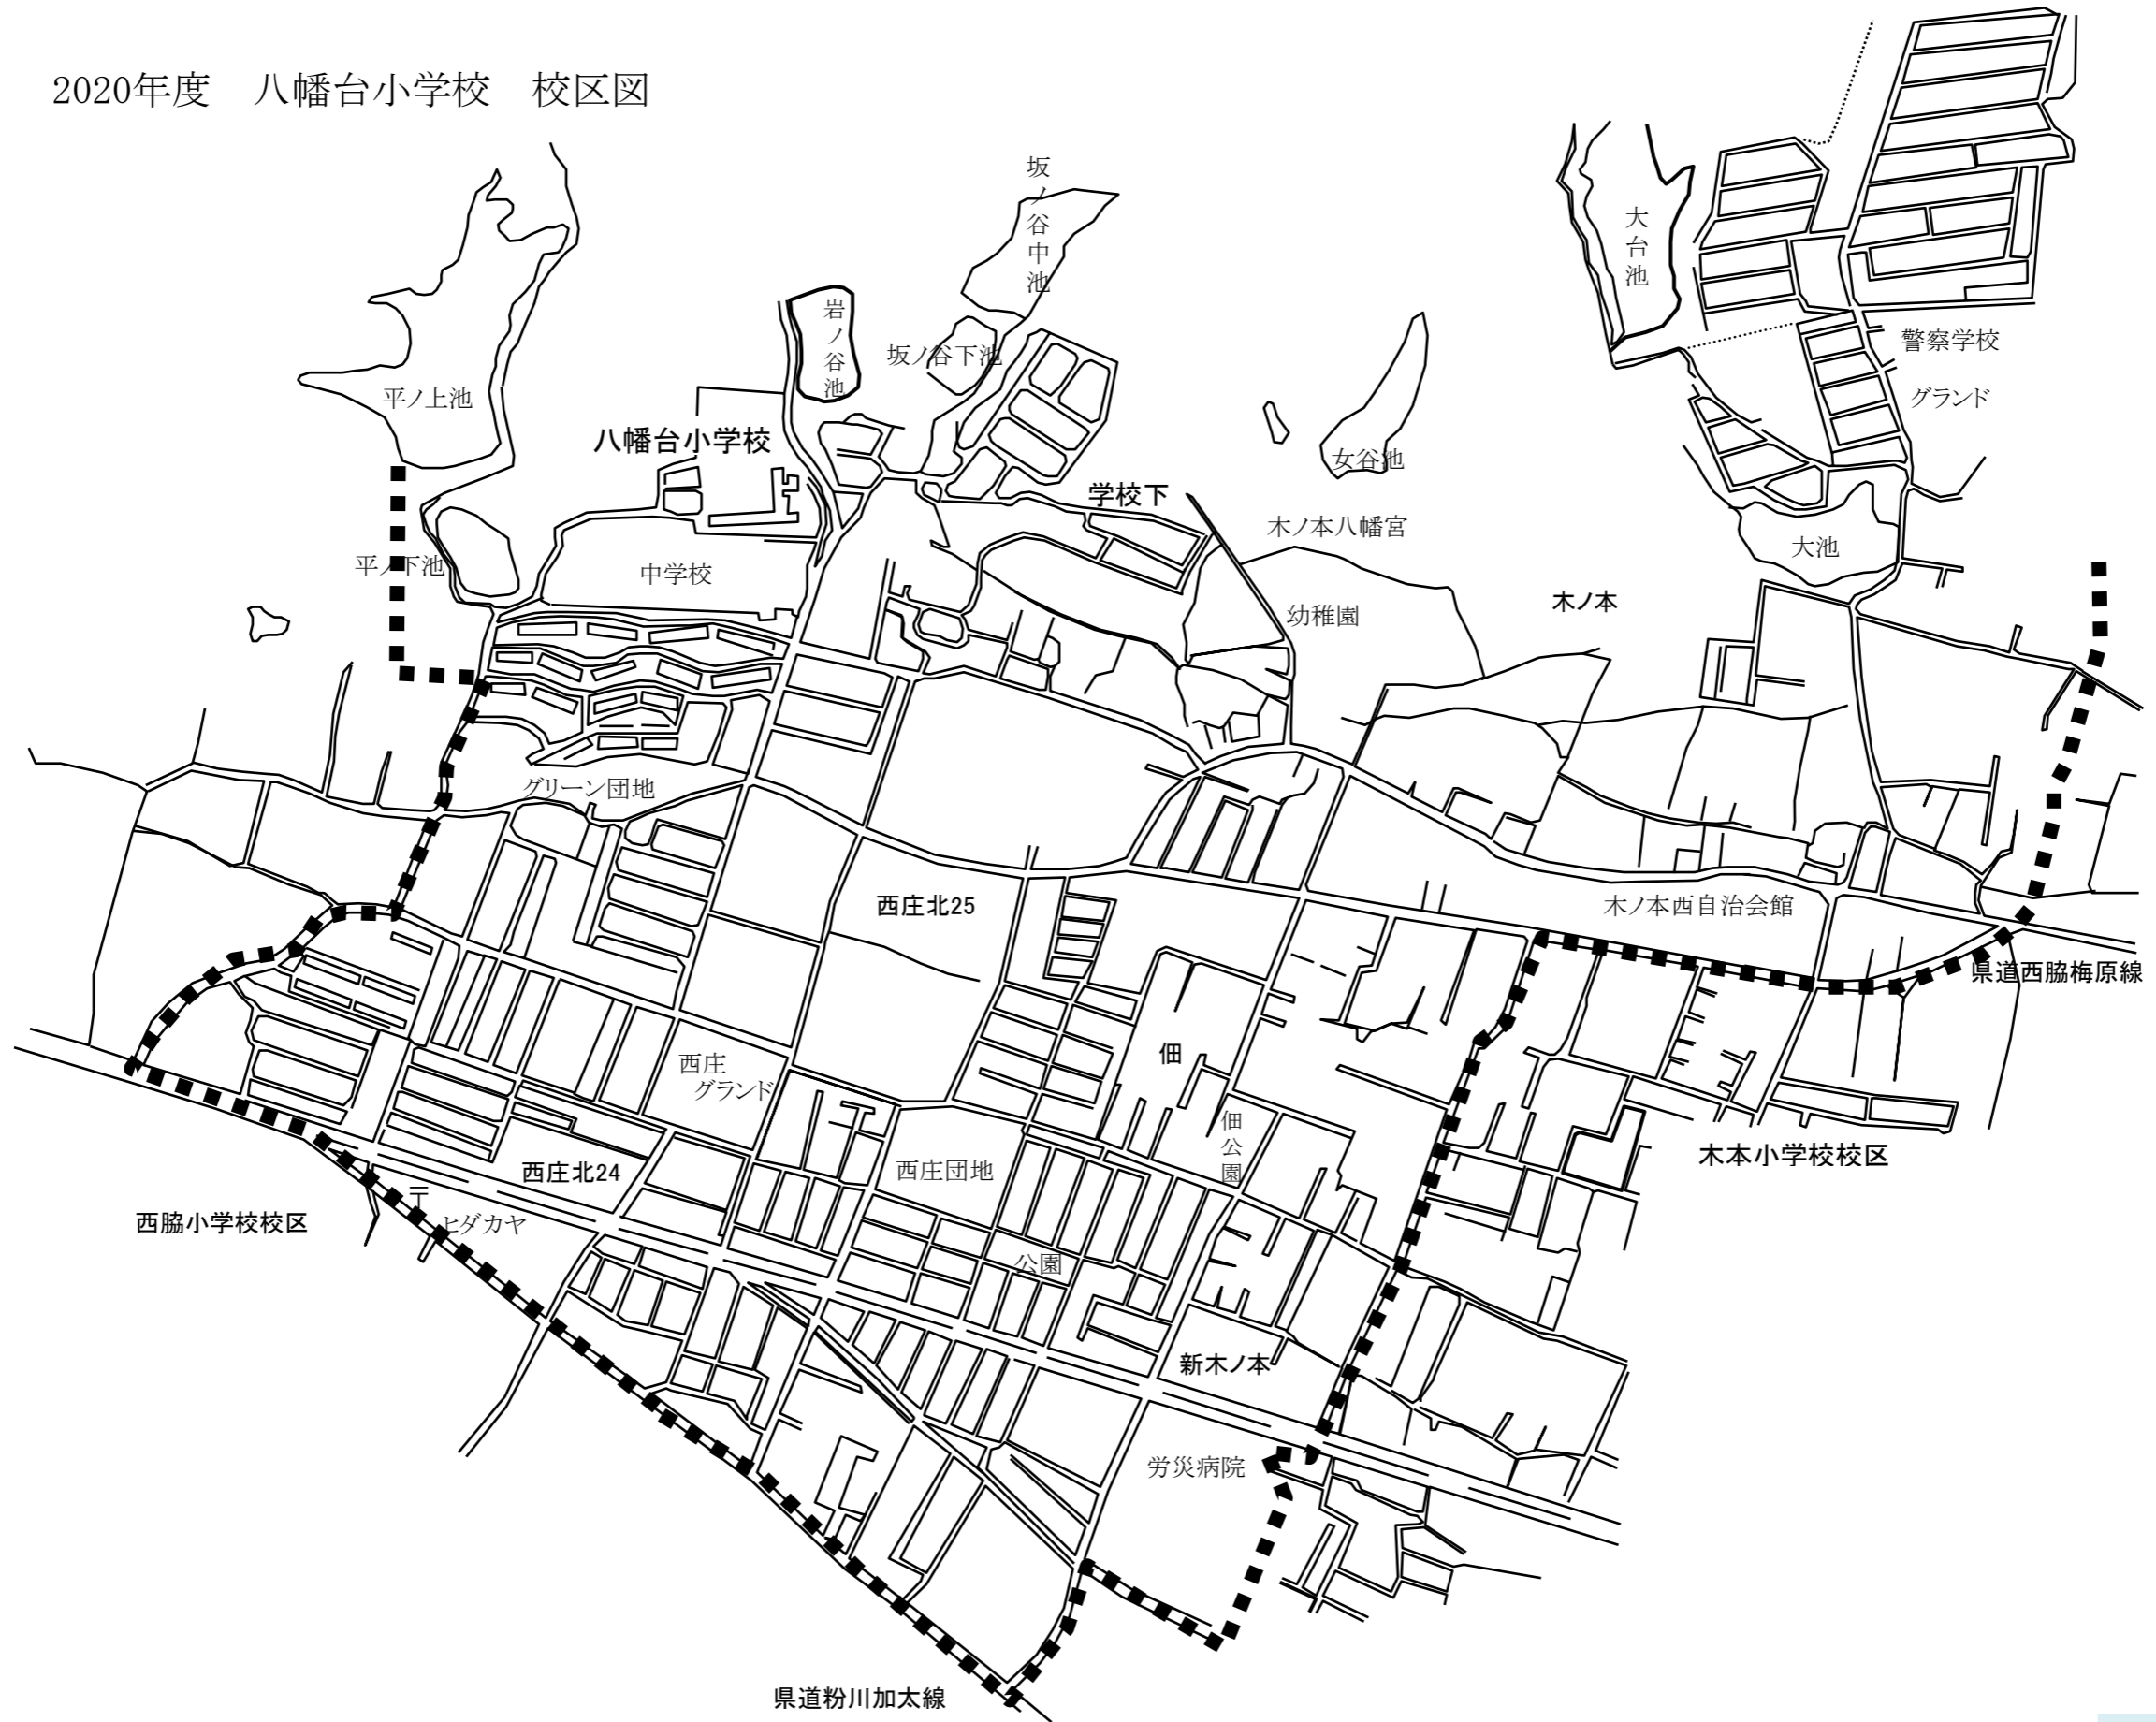 2020年度　八幡台小学校　校区図
坂ノ谷中池
大台池
岩ノ谷池
坂ノ谷下池
警察学校
グランド
平ノ上池
八幡台小学校
女谷池
学校下
木ノ本八幡宮
大池
平ノ下池
中学校
木ノ本
幼稚園
グリーン団地
西庄北25
木ノ本西自治会館
県道西脇梅原線
佃
西庄
グランド
佃公園
木本小学校校区
西庄北24
西庄団地
〒
西脇小学校校区
ヒダカヤ
公園
新木ノ本
労災病院
県道粉川加太線